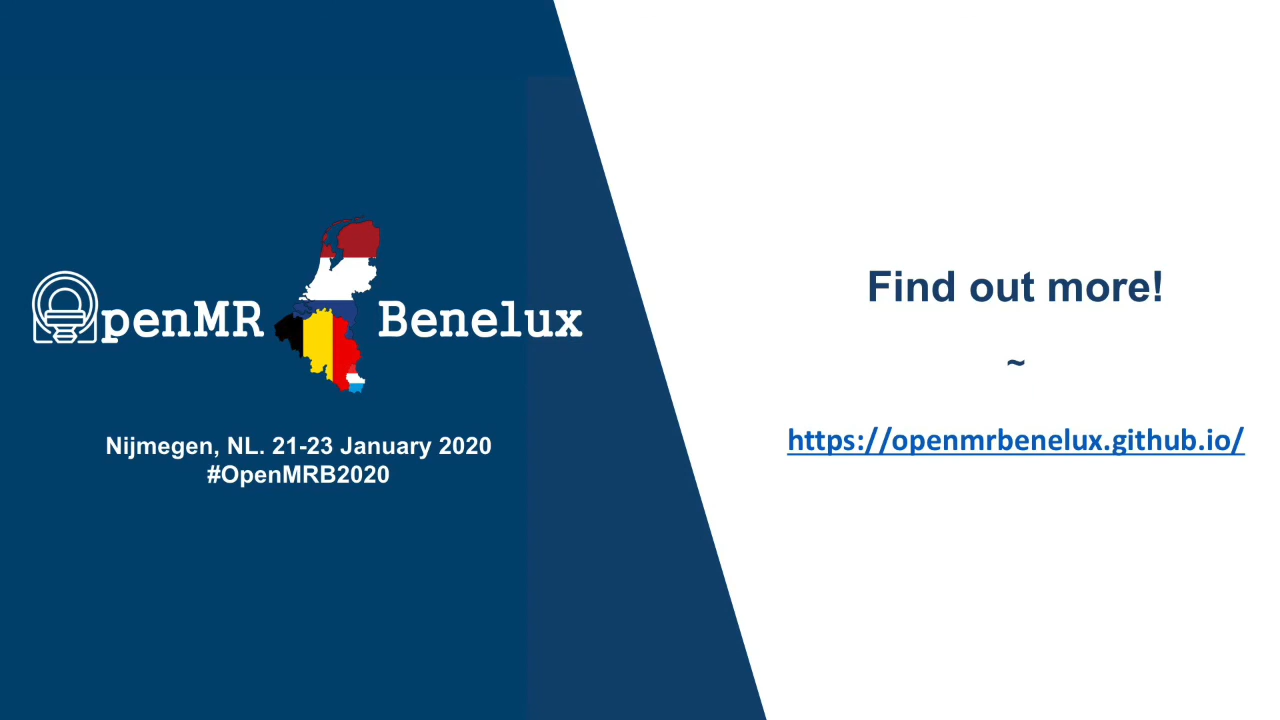 OpenMR Benelux
Nijmegen, NL. 21-23 January 2020
#OpenMRB2020
Find out more!
~
https://openmrbenelux.github.io/